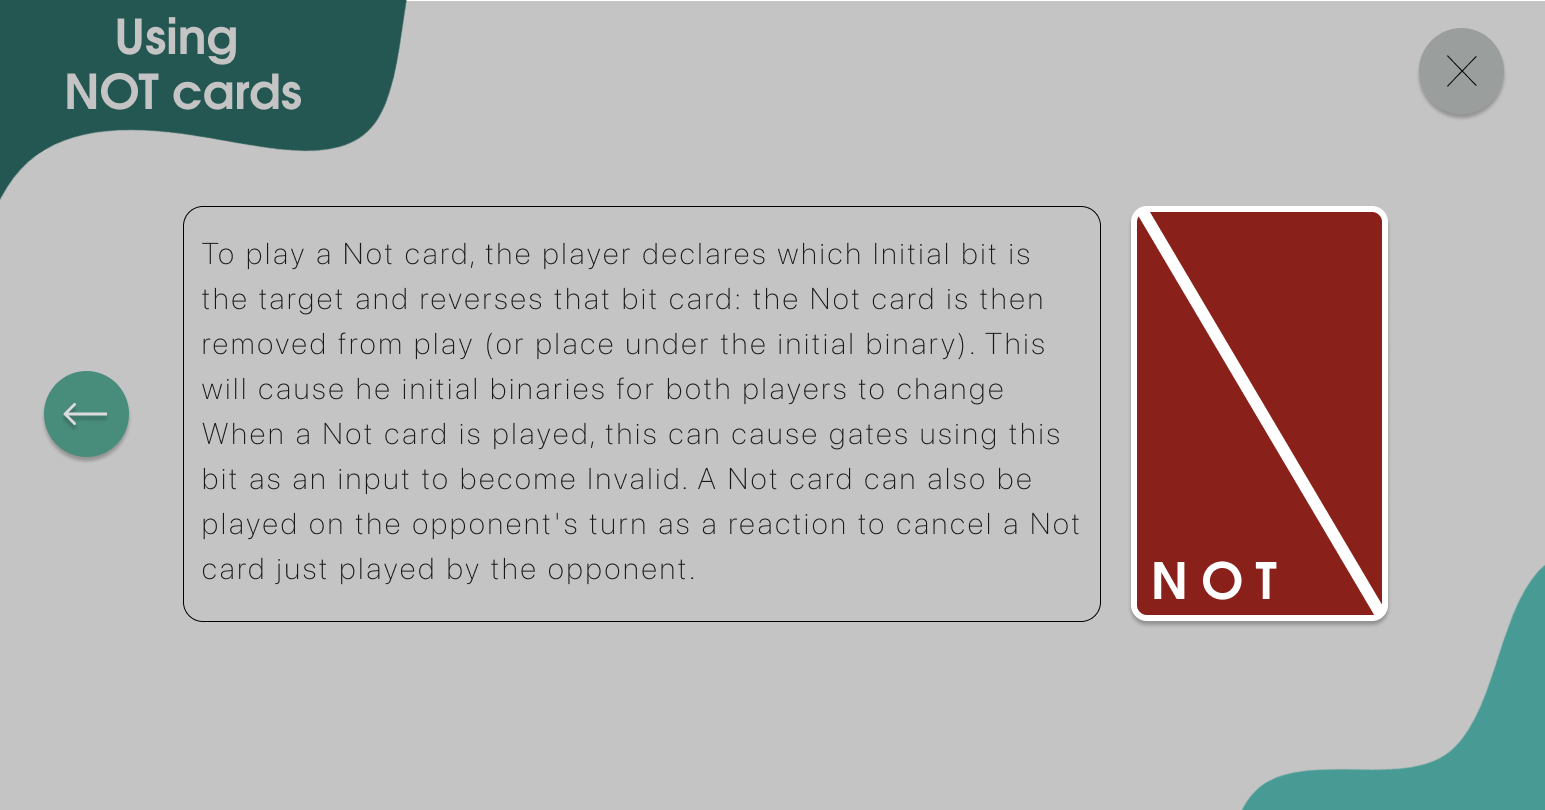 Using
NOT cards
To play a Not card, the player declares which Initial bit is
the target and reverses that bit card: the Not card is then
removed from play (or place under the initial binary). This
will cause he initial binaries for both players to change
When a Not card is played, this can cause gates using this
bit as an input to become Invalid. A Not card can also be
played on the opponent's turn as a reaction to cancel a Not
card just played by the opponent.
NOT